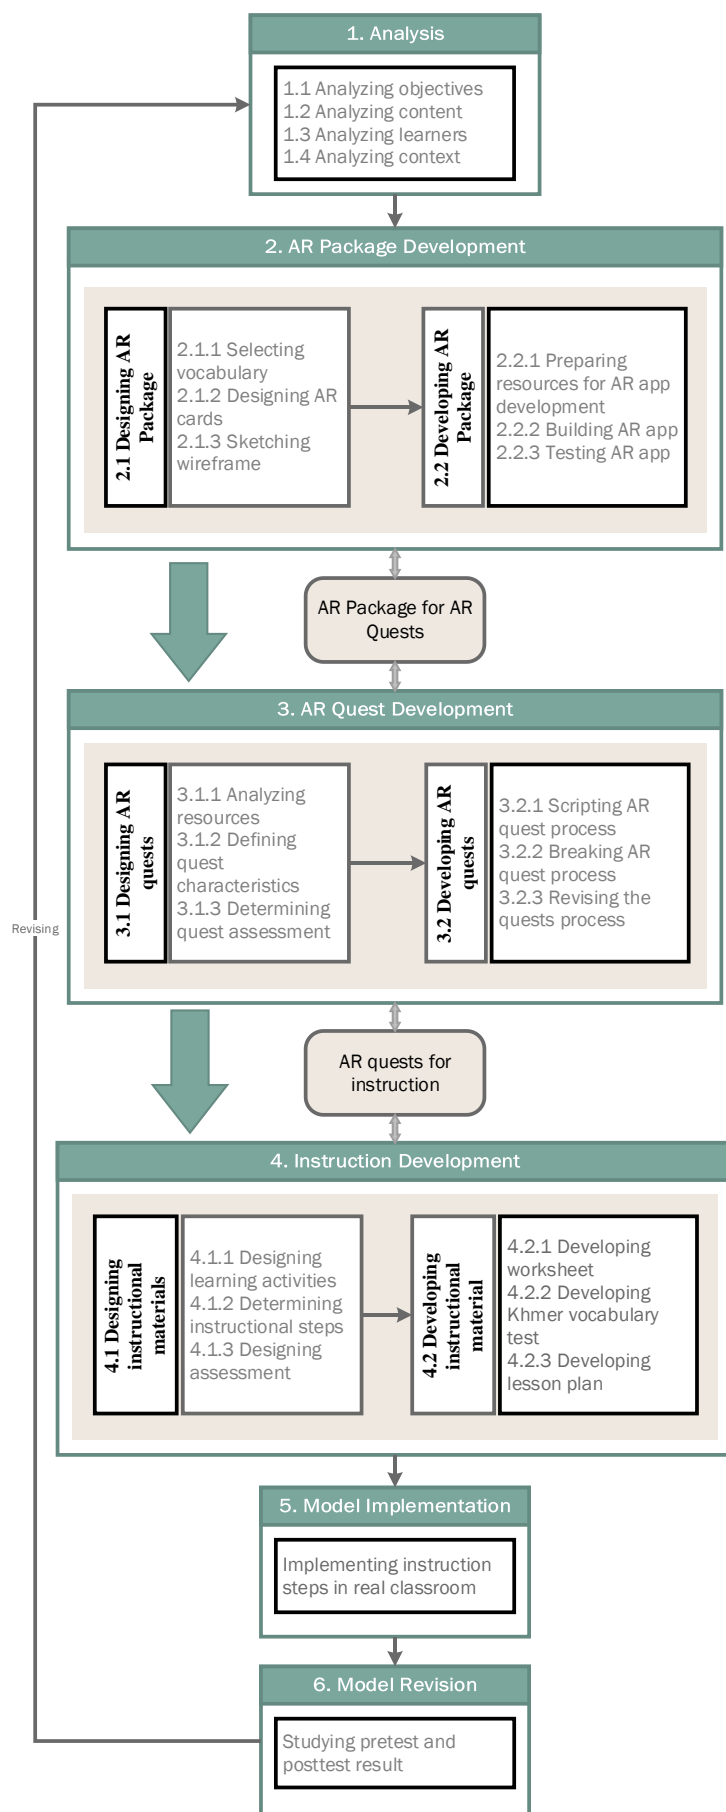 1. Analysis
1.1 Analyzing objectives
1.2 Analyzing content
1.3 Analyzing learners
1.4 Analyzing context
2. AR Package Development
2.1 Designing AR
Package
2.1.1 Selecting
vocabulary
2.1.2 Designing AR
cards
2.1.3 Sketching
wireframe
2.2 Developing AR
Package
2.2.1 Preparing
resources for AR app
development
2.2.2 Building AR app
2.2.3 Testing AR app
AR Package for AR
Quests
3. AR Quest Development
3.1 Designing AR
quests
3.1.1 Analyzing
resources
3.1.2 Defining
quest
characteristics
3.1.3 Determining
quest assessment
3.2 Developing AR
quests
3.2.1 Scripting AR
quest process
3.2.2 Breaking AR
quest process
3.2.3 Revising the
quests process
Revising
AR quests for
instruction
4. Instruction Development
4.1 Designing
instructional
materials
4.1.1 Designing
learning activities
4.1.2 Determining
instructional steps
4.1.3 Designing
assessment
4.2 Developing
instructional
material
4.2.1 Developing
worksheet
4.2.2 Developing
Khmer vocabulary
test
4.2.3 Developing
lesson plan
5. Model Implementation
Implementing instruction
steps in real classroom
6. Model Revision
Studying pretest and
posttest result